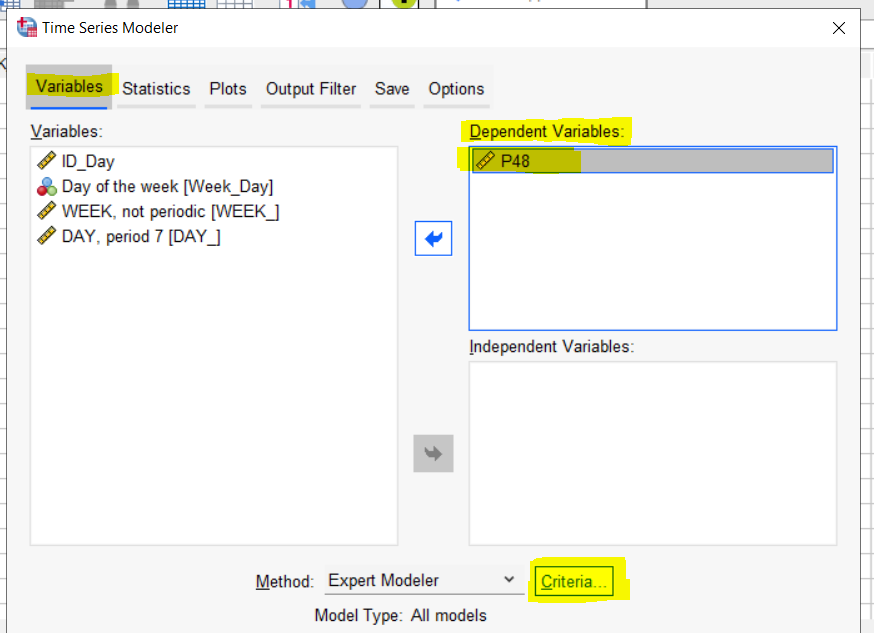 Time Series Modeler
Variables Statistics Plots Output Filter Save Options
Variables:
ID_Day
Day of the week [Week_Day]
WEEK, not periodic [WEEK_]
DAY, period 7 [DAY_]
Dependent Variables:
P48
Independent Variables:
Method: Expert Modeler Criteria...
Model Type: All models